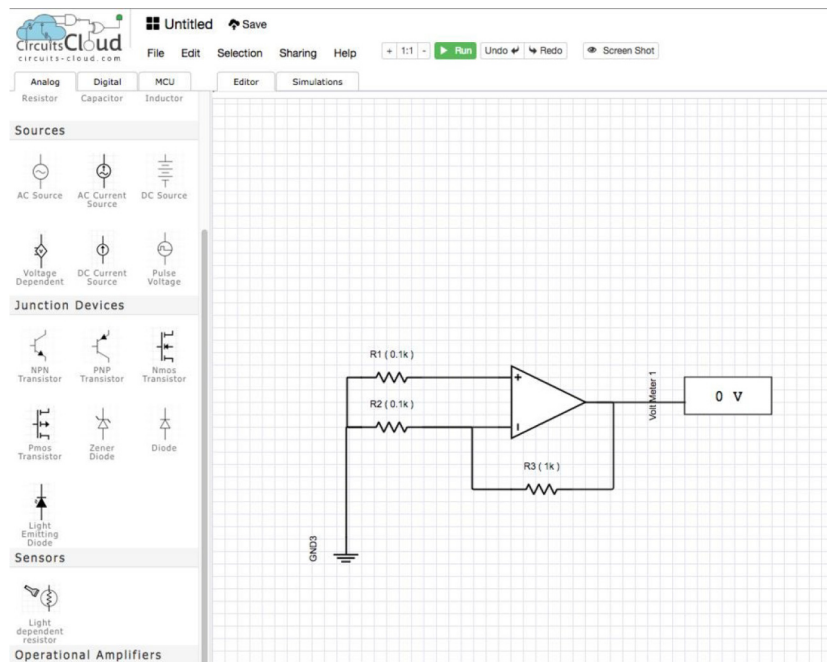 CircuitsCloud
circuits-cloud.com
Untitled Save
File Edit Selection Sharing Help + 1:1 - Run Undo Redo Screen Shot
Analog Digital MCU Editor Simulations
Resistor Capacitor Inductor
Sources
AC Source AC Current Source DC Source
Voltage Dependent DC Current Source Pulse Voltage
Junction Devices
NPN Transistor PNP Transistor Nmos Transistor
Pmos Transistor Zener Diode Diode
Light Emitting Diode
Sensors
Light dependent resistor
Operational Amplifiers
R1 ( 0.1k )
R2 ( 0.1k )
R3 ( 1k )
+
Volt Meter 1
0 V
GND3